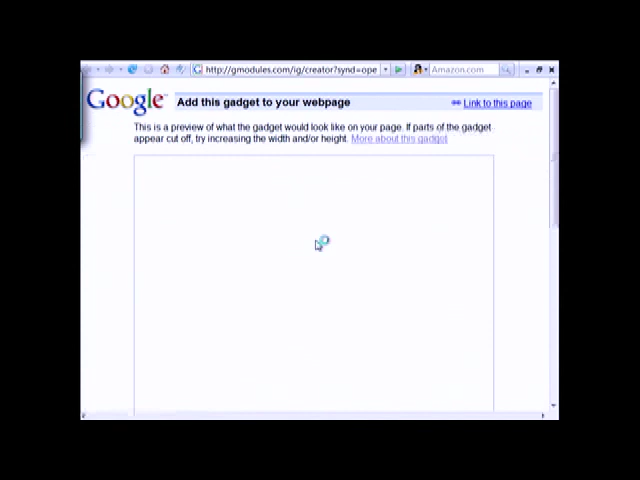 http://gmodules.com/ig/creator?synd=ope
Amazon.com
Google™
Add this gadget to your webpage
Link to this page
This is a preview of what the gadget would look like on your page. If parts of the gadget
appear cut off, try increasing the width and/or height. More about this gadget